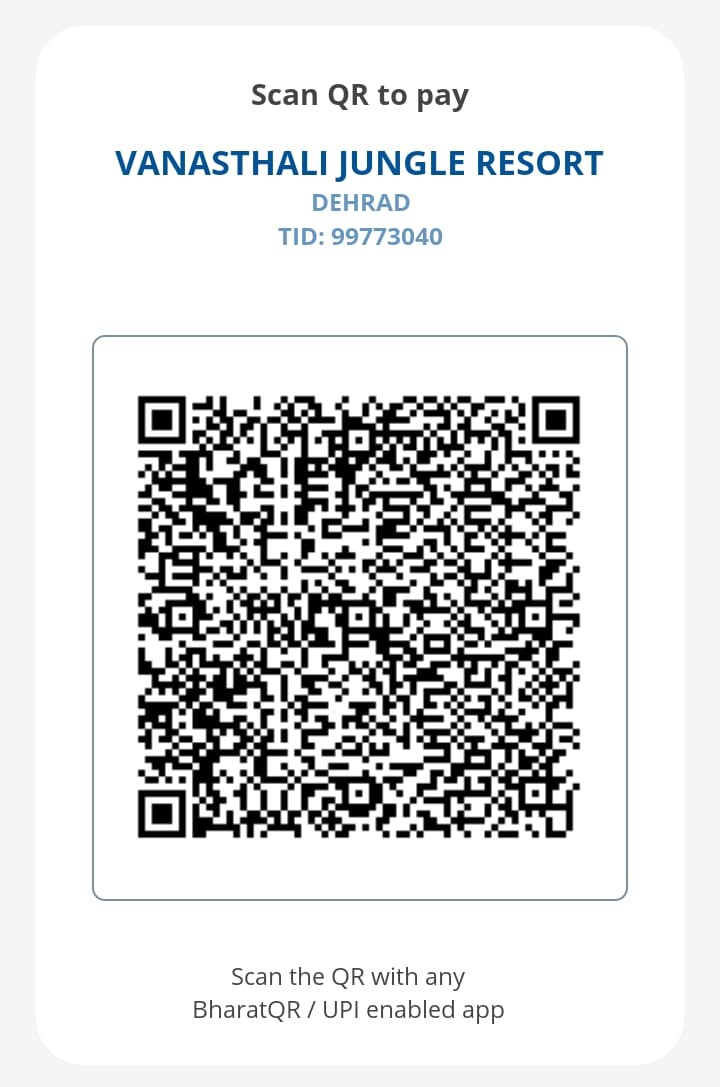 Scan QR to pay
VANASTHALI JUNGLE RESORT
DEHRAD
TID: 99773040
Scan the QR with any
BharatQR / UPI enabled app